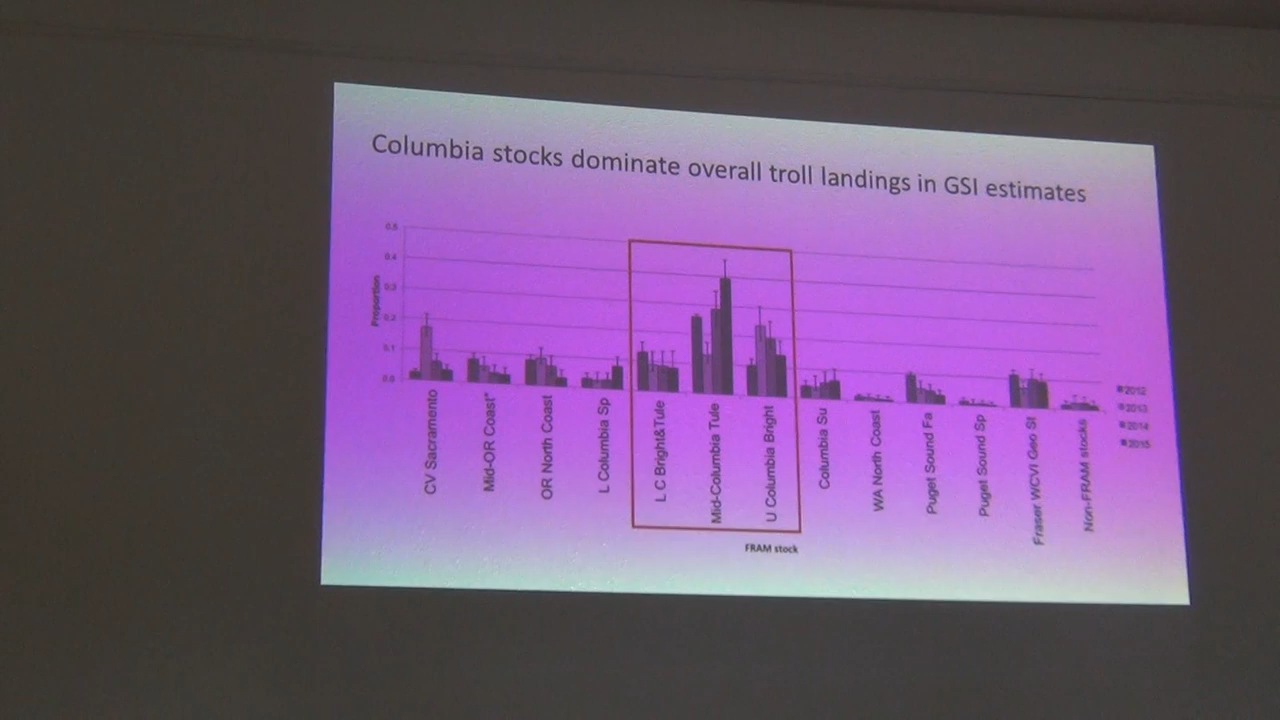 Columbia stocks dominate overall troll landings in GSI estimates
Proportion
0.5
0.4
0.3
0.2
0.1
0.0
CV Sacramento
Mid-OR Coast*
OR North Coast
L Columbia Sp
L C Bright&Tule
Mid-Columbia Tule
U Columbia Bright
Columbia Su
WA North Coast
Puget Sound Fa
Puget Sound Sp
Fraser WCVI Geo St
Non-FRAM stocks
2012
2013
2014
2015
FRAM stock